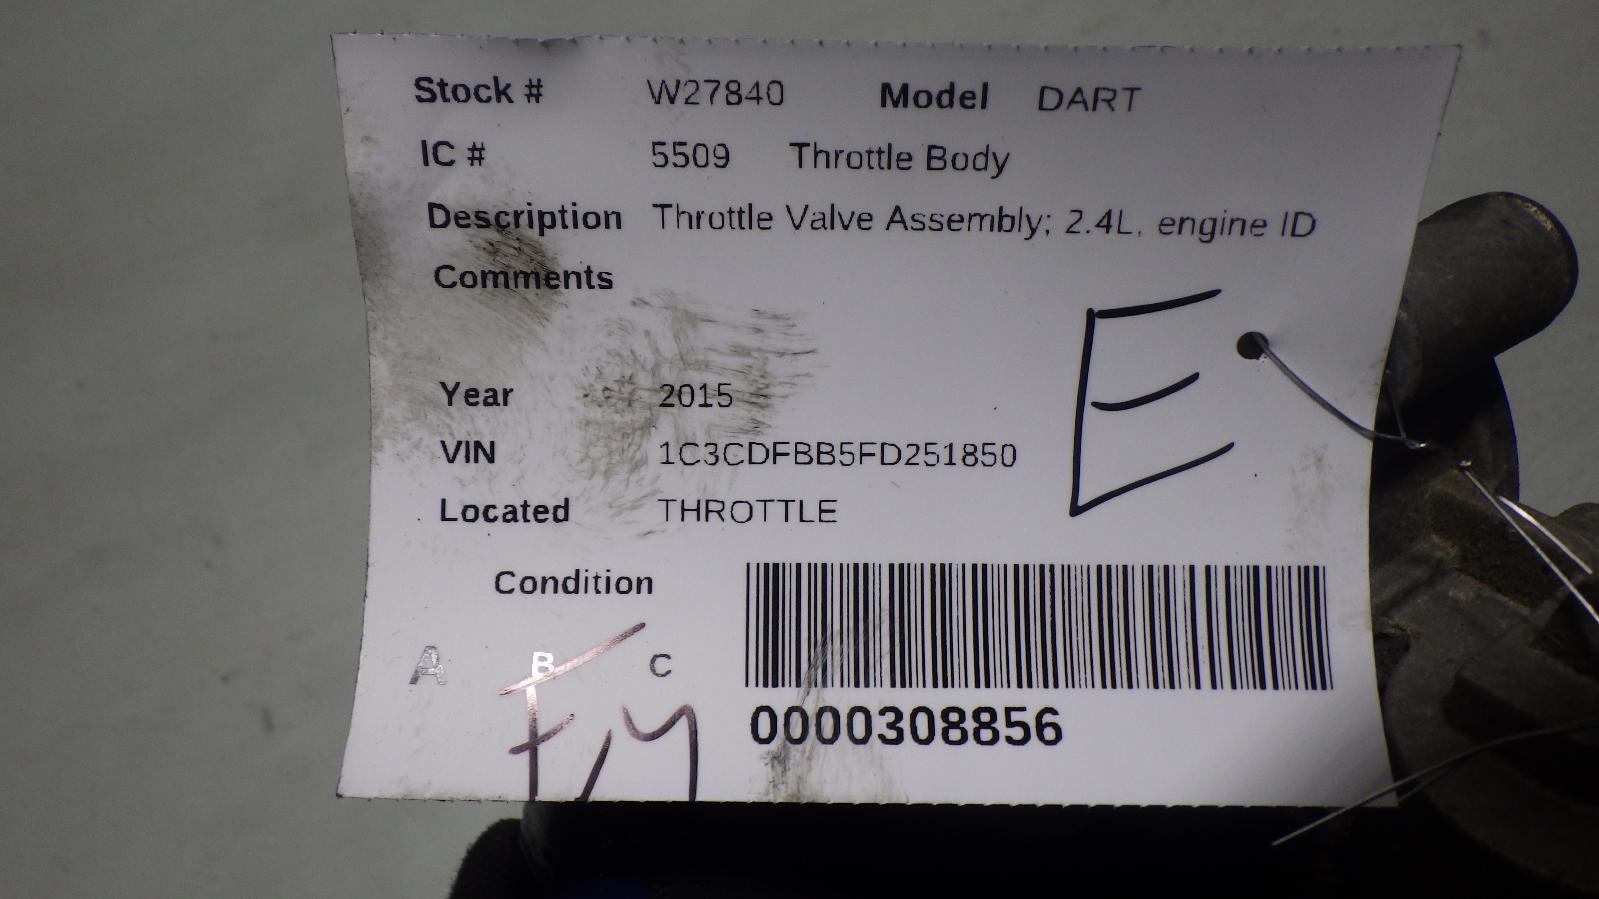 Stock # W27840 Model DART
IC # 5509 Throttle Body
Description Throttle Valve Assembly; 2.4L, engine ID
Comments
E
Year 2015
VIN 1C3CDFBB5FD251850
Located THROTTLE
Condition
A B C
0000308856